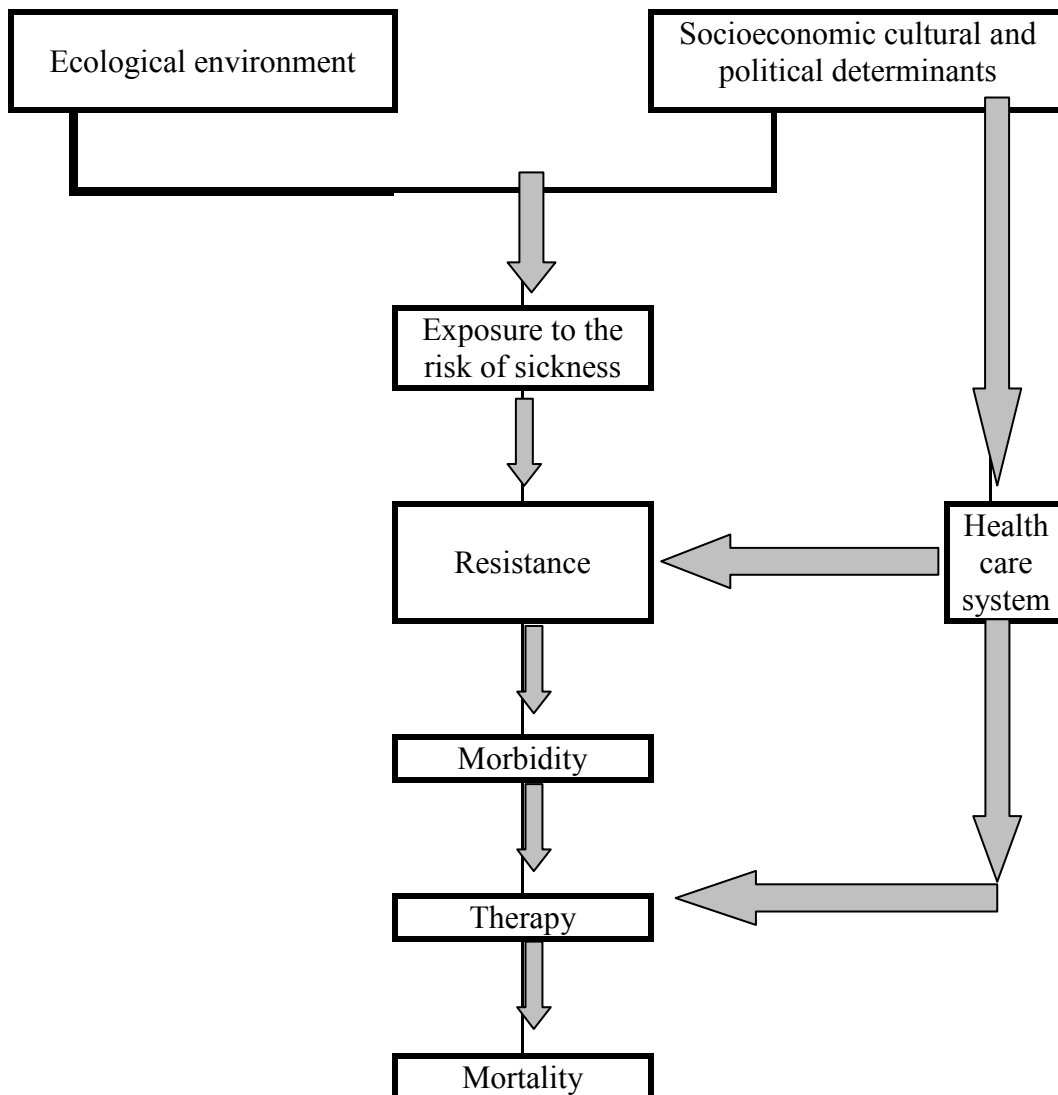 Ecological environment
Socioeconomic cultural and
political determinants
Exposure to the
risk of sickness
Resistance
Health
care
system
Morbidity
Therapy
Mortality